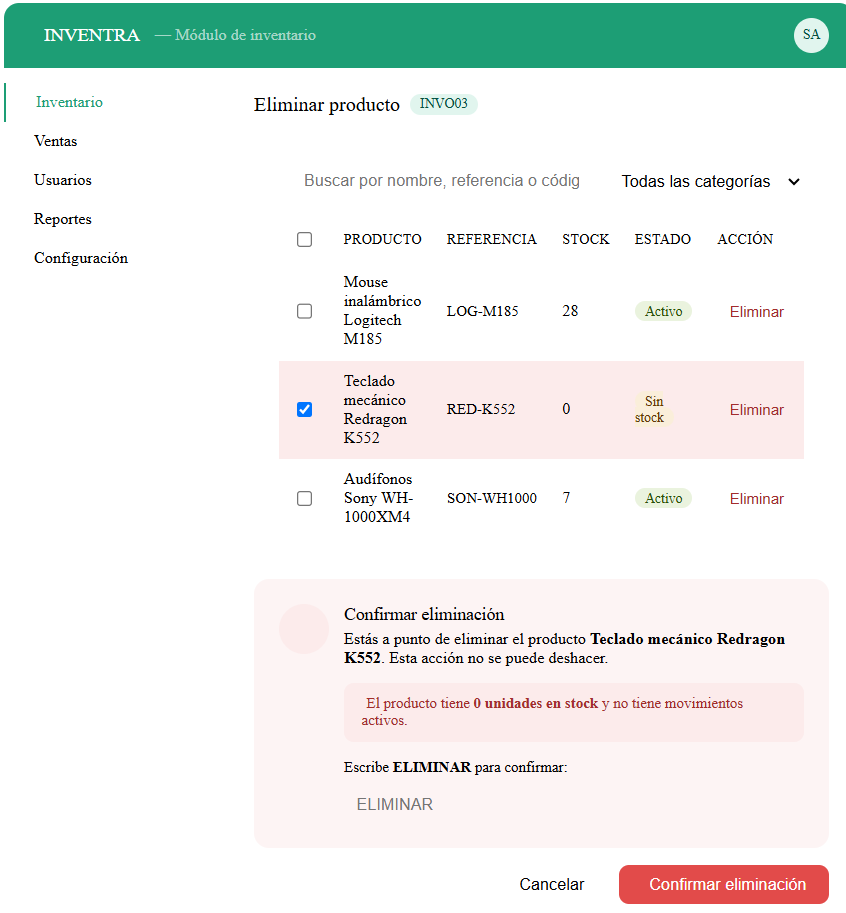 INVENTRA — Módulo de inventario SA
Inventario
Ventas
Usuarios
Reportes
Configuración
Eliminar producto INVO03
Buscar por nombre, referencia o códig Todas las categorías
PRODUCTO REFERENCIA STOCK ESTADO ACCIÓN
Mouse
inalámbrico
Logitech
M185
LOG-M185 28 Activo Eliminar
Teclado
mecánico
Redragon
K552
RED-K552 0 Sin
stock
Eliminar
Audífonos
Sony WH-
1000XM4
SON-WH1000 7 Activo Eliminar
Confirmar eliminación
Estás a punto de eliminar el producto Teclado mecánico Redragon
K552. Esta acción no se puede deshacer.
El producto tiene 0 unidades en stock y no tiene movimientos
activos.
Escribe ELIMINAR para confirmar:
ELIMINAR
Cancelar Confirmar eliminación